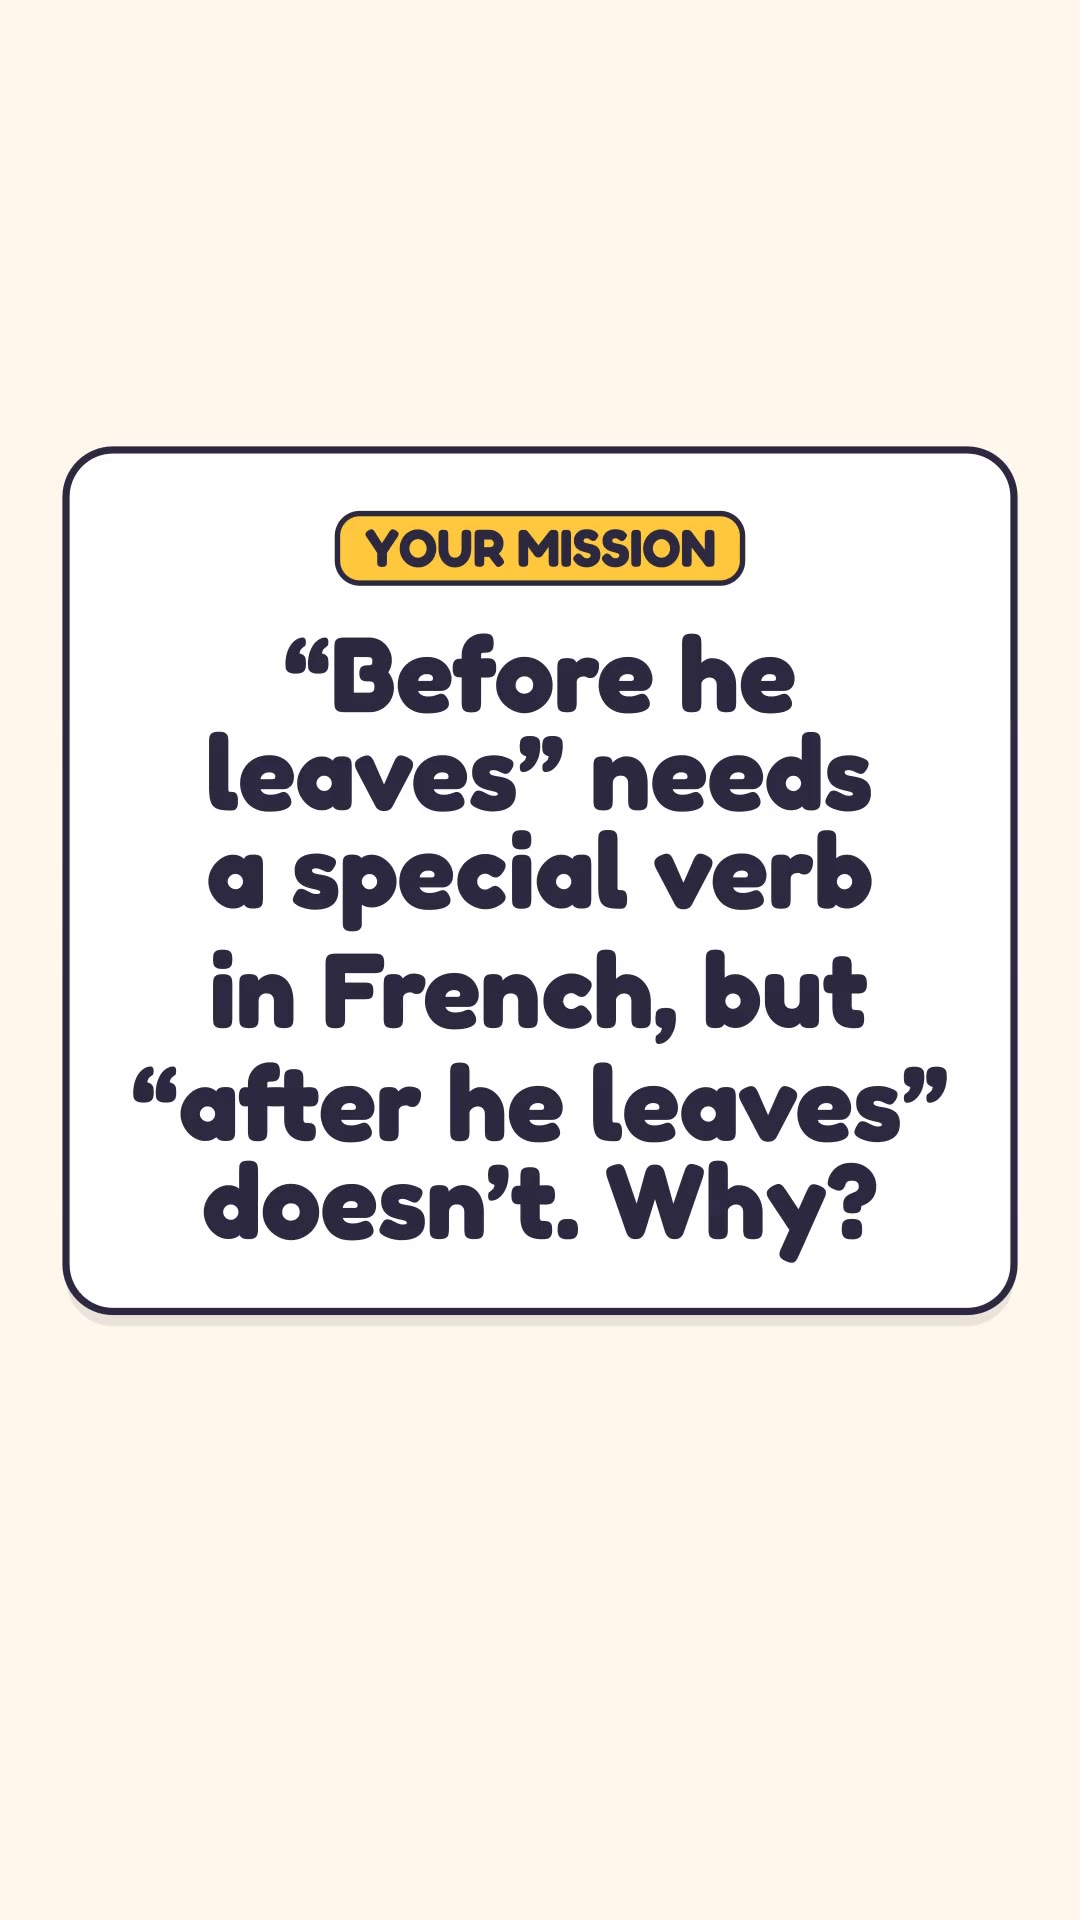 YOUR MISSION
“Before he
leaves” needs
a special verb
in French, but
“after he leaves”
doesn’t. Why?